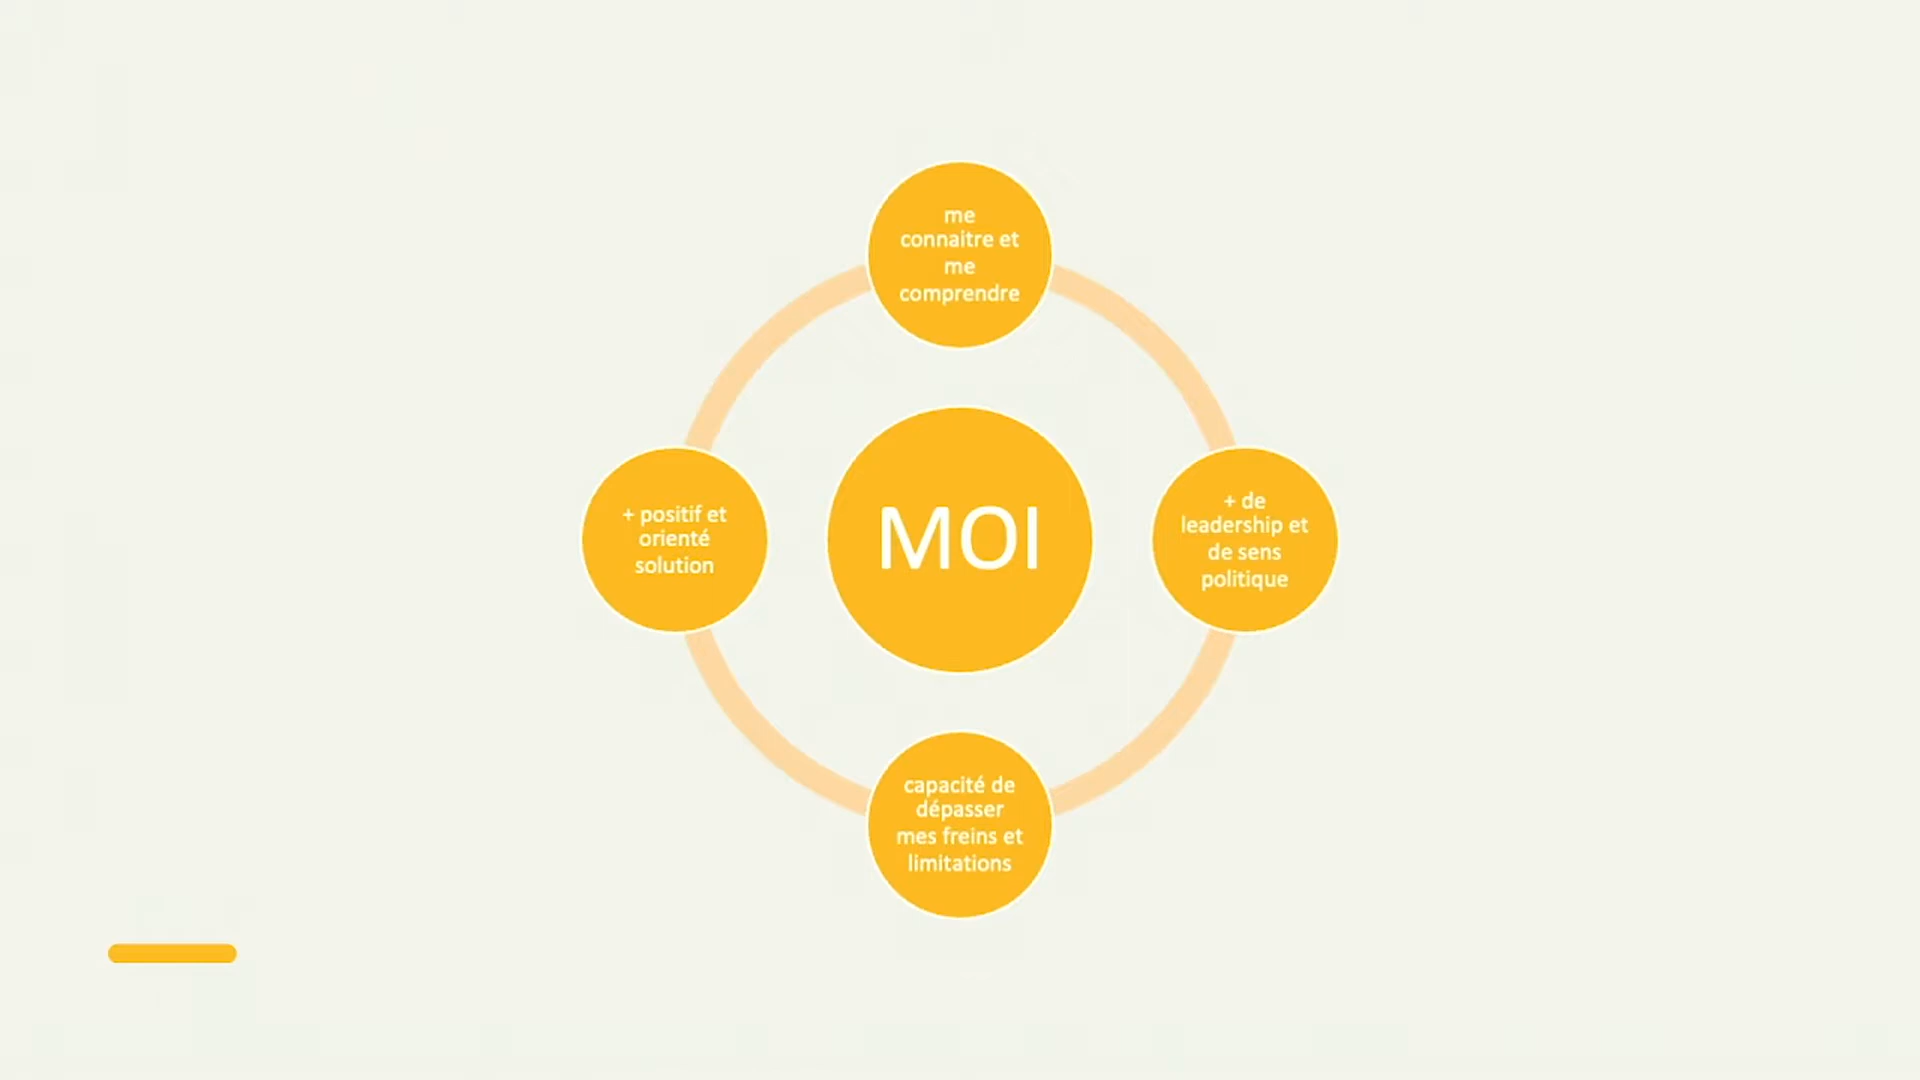 me
connaitre et
me
comprendre
+ positif et
orienté
solution
MOI
+ de
leadership et
de sens
politique
capacité de
dépasser
mes freins et
limitations